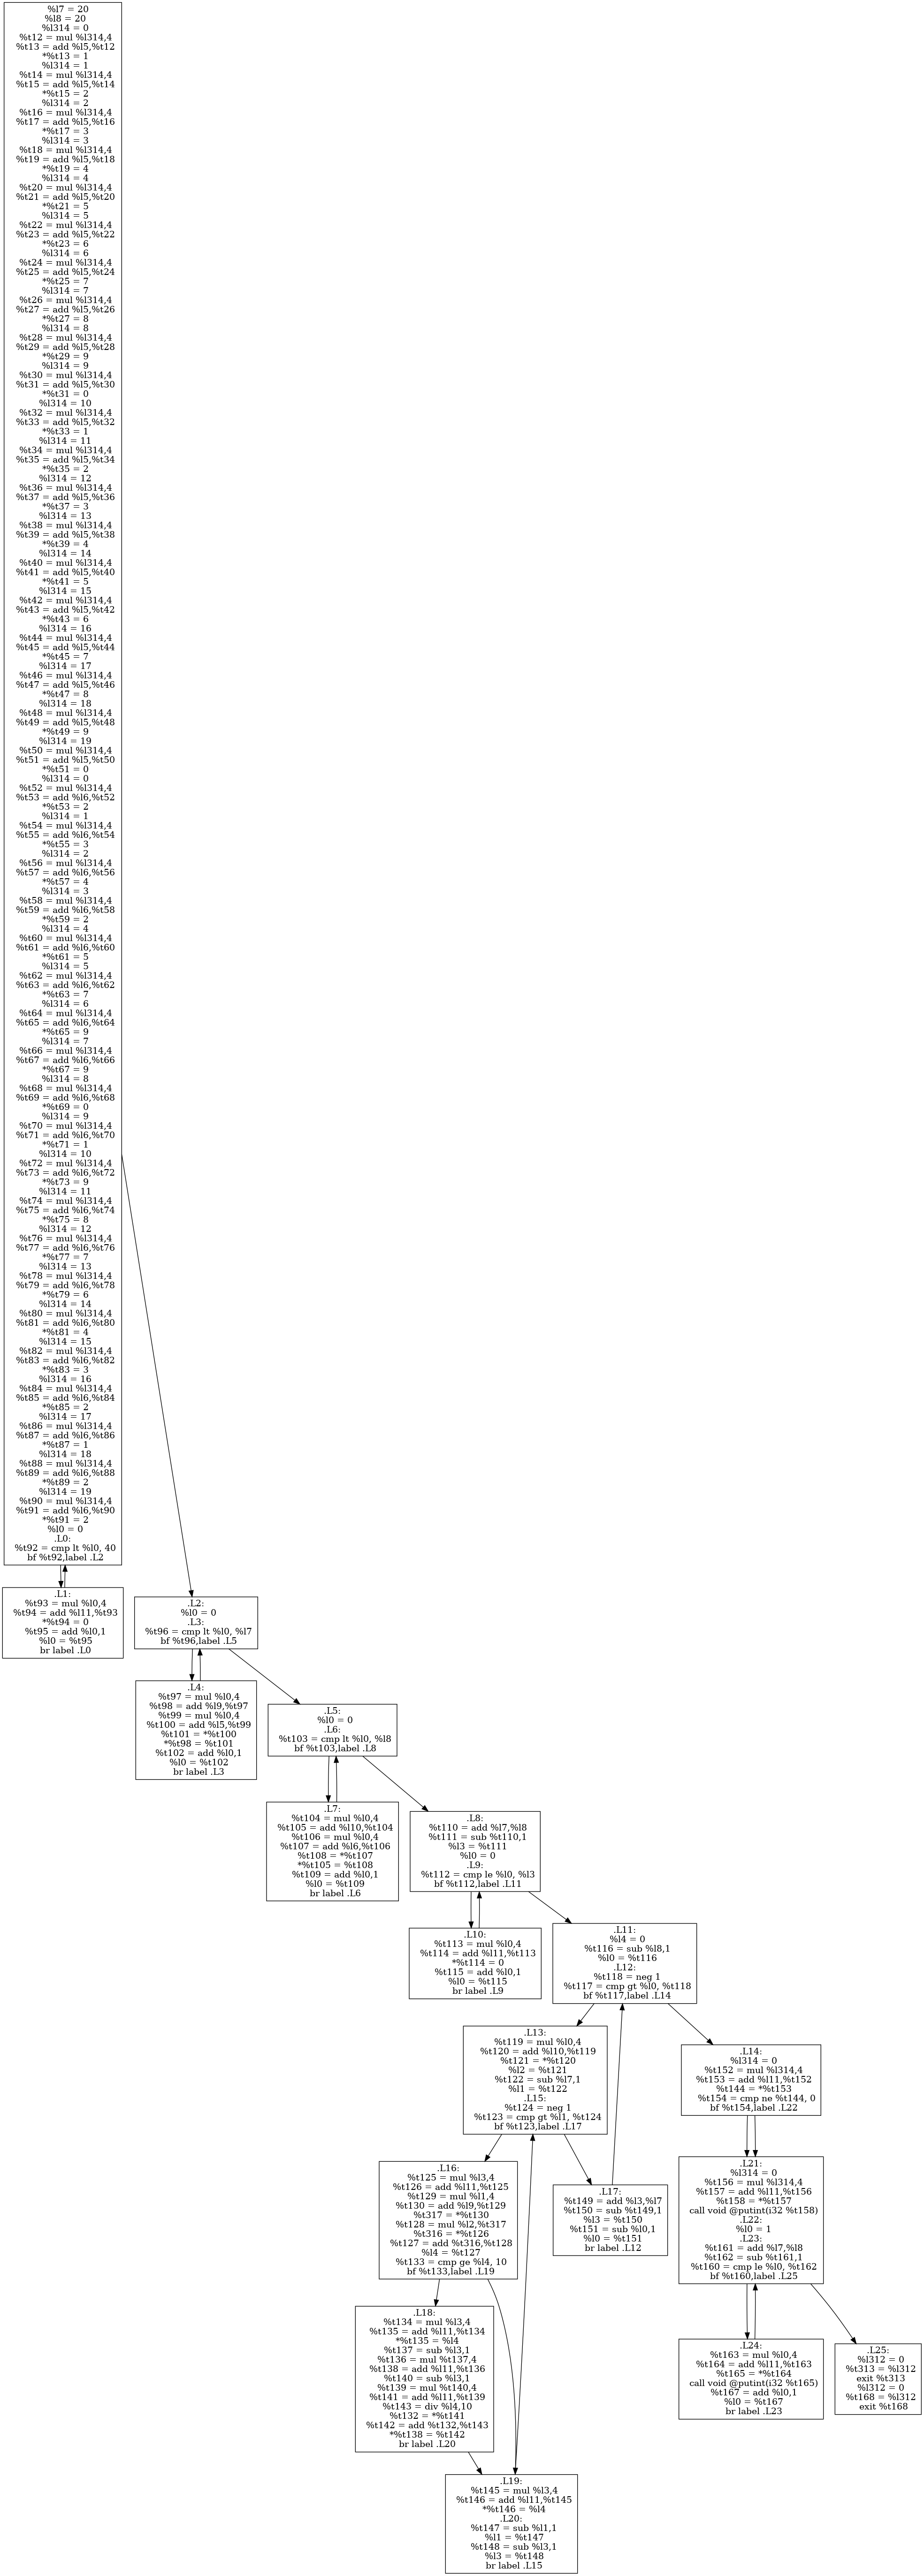 %l7 = 20
%l8 = 20
%l314 = 0
%t12 = mul %l314,4
%t13 = add %l5,%t12
*%t13 = 1
%l314 = 1
%t14 = mul %l314,4
%t15 = add %l5,%t14
*%t15 = 2
%l314 = 2
%t16 = mul %l314,4
%t17 = add %l5,%t16
*%t17 = 3
%l314 = 3
%t18 = mul %l314,4
%t19 = add %l5,%t18
*%t19 = 4
%l314 = 4
%t20 = mul %l314,4
%t21 = add %l5,%t20
*%t21 = 5
%l314 = 5
%t22 = mul %l314,4
%t23 = add %l5,%t22
*%t23 = 6
%l314 = 6
%t24 = mul %l314,4
%t25 = add %l5,%t24
*%t25 = 7
%l314 = 7
%t26 = mul %l314,4
%t27 = add %l5,%t26
*%t27 = 8
%l314 = 8
%t28 = mul %l314,4
%t29 = add %l5,%t28
*%t29 = 9
%l314 = 9
%t30 = mul %l314,4
%t31 = add %l5,%t30
*%t31 = 0
%l314 = 10
%t32 = mul %l314,4
%t33 = add %l5,%t32
*%t33 = 1
%l314 = 11
%t34 = mul %l314,4
%t35 = add %l5,%t34
*%t35 = 2
%l314 = 12
%t36 = mul %l314,4
%t37 = add %l5,%t36
*%t37 = 3
%l314 = 13
%t38 = mul %l314,4
%t39 = add %l5,%t38
*%t39 = 4
%l314 = 14
%t40 = mul %l314,4
%t41 = add %l5,%t40
*%t41 = 5
%l314 = 15
%t42 = mul %l314,4
%t43 = add %l5,%t42
*%t43 = 6
%l314 = 16
%t44 = mul %l314,4
%t45 = add %l5,%t44
*%t45 = 7
%l314 = 17
%t46 = mul %l314,4
%t47 = add %l5,%t46
*%t47 = 8
%l314 = 18
%t48 = mul %l314,4
%t49 = add %l5,%t48
*%t49 = 9
%l314 = 19
%t50 = mul %l314,4
%t51 = add %l5,%t50
*%t51 = 0
%l314 = 0
%t52 = mul %l314,4
%t53 = add %l6,%t52
*%t53 = 2
%l314 = 1
%t54 = mul %l314,4
%t55 = add %l6,%t54
*%t55 = 3
%l314 = 2
%t56 = mul %l314,4
%t57 = add %l6,%t56
*%t57 = 4
%l314 = 3
%t58 = mul %l314,4
%t59 = add %l6,%t58
*%t59 = 2
%l314 = 4
%t60 = mul %l314,4
%t61 = add %l6,%t60
*%t61 = 5
%l314 = 5
%t62 = mul %l314,4
%t63 = add %l6,%t62
*%t63 = 7
%l314 = 6
%t64 = mul %l314,4
%t65 = add %l6,%t64
*%t65 = 9
%l314 = 7
%t66 = mul %l314,4
%t67 = add %l6,%t66
*%t67 = 9
%l314 = 8
%t68 = mul %l314,4
%t69 = add %l6,%t68
*%t69 = 0
%l314 = 9
%t70 = mul %l314,4
%t71 = add %l6,%t70
*%t71 = 1
%l314 = 10
%t72 = mul %l314,4
%t73 = add %l6,%t72
*%t73 = 9
%l314 = 11
%t74 = mul %l314,4
%t75 = add %l6,%t74
*%t75 = 8
%l314 = 12
%t76 = mul %l314,4
%t77 = add %l6,%t76
*%t77 = 7
%l314 = 13
%t78 = mul %l314,4
%t79 = add %l6,%t78
*%t79 = 6
%l314 = 14
%t80 = mul %l314,4
%t81 = add %l6,%t80
*%t81 = 4
%l314 = 15
%t82 = mul %l314,4
%t83 = add %l6,%t82
*%t83 = 3
%l314 = 16
%t84 = mul %l314,4
%t85 = add %l6,%t84
*%t85 = 2
%l314 = 17
%t86 = mul %l314,4
%t87 = add %l6,%t86
*%t87 = 1
%l314 = 18
%t88 = mul %l314,4
%t89 = add %l6,%t88
*%t89 = 2
%l314 = 19
%t90 = mul %l314,4
%t91 = add %l6,%t90
*%t91 = 2
%l0 = 0
.L0:
%t92 = cmp lt %l0, 40
bf %t92,label .L2
.L1:
%t93 = mul %l0,4
%t94 = add %l11,%t93
*%t94 = 0
%t95 = add %l0,1
%l0 = %t95
br label .L0
.L2:
%l0 = 0
.L3:
%t96 = cmp lt %l0, %l7
bf %t96,label .L5
.L4:
%t97 = mul %l0,4
%t98 = add %l9,%t97
%t99 = mul %l0,4
%t100 = add %l5,%t99
%t101 = *%t100
*%t98 = %t101
%t102 = add %l0,1
%l0 = %t102
br label .L3
.L5:
%l0 = 0
.L6:
%t103 = cmp lt %l0, %l8
bf %t103,label .L8
.L7:
%t104 = mul %l0,4
%t105 = add %l10,%t104
%t106 = mul %l0,4
%t107 = add %l6,%t106
%t108 = *%t107
*%t105 = %t108
%t109 = add %l0,1
%l0 = %t109
br label .L6
.L8:
%t110 = add %l7,%l8
%t111 = sub %t110,1
%l3 = %t111
%l0 = 0
.L9:
%t112 = cmp le %l0, %l3
bf %t112,label .L11
.L10:
%t113 = mul %l0,4
%t114 = add %l11,%t113
*%t114 = 0
%t115 = add %l0,1
%l0 = %t115
br label .L9
.L11:
%l4 = 0
%t116 = sub %l8,1
%l0 = %t116
.L12:
%t118 = neg 1
%t117 = cmp gt %l0, %t118
bf %t117,label .L14
.L13:
%t119 = mul %l0,4
%t120 = add %l10,%t119
%t121 = *%t120
%l2 = %t121
%t122 = sub %l7,1
%l1 = %t122
.L15:
%t124 = neg 1
%t123 = cmp gt %l1, %t124
bf %t123,label .L17
.L14:
%l314 = 0
%t152 = mul %l314,4
%t153 = add %l11,%t152
%t144 = *%t153
%t154 = cmp ne %t144, 0
bf %t154,label .L22
.L16:
%t125 = mul %l3,4
%t126 = add %l11,%t125
%t129 = mul %l1,4
%t130 = add %l9,%t129
%t317 = *%t130
%t128 = mul %l2,%t317
%t316 = *%t126
%t127 = add %t316,%t128
%l4 = %t127
%t133 = cmp ge %l4, 10
bf %t133,label .L19
.L17:
%t149 = add %l3,%l7
%t150 = sub %t149,1
%l3 = %t150
%t151 = sub %l0,1
%l0 = %t151
br label .L12
.L21:
%l314 = 0
%t156 = mul %l314,4
%t157 = add %l11,%t156
%t158 = *%t157
call void @putint(i32 %t158)
.L22:
%l0 = 1
.L23:
%t161 = add %l7,%l8
%t162 = sub %t161,1
%t160 = cmp le %l0, %t162
bf %t160,label .L25
.L18:
%t134 = mul %l3,4
%t135 = add %l11,%t134
*%t135 = %l4
%t137 = sub %l3,1
%t136 = mul %t137,4
%t138 = add %l11,%t136
%t140 = sub %l3,1
%t139 = mul %t140,4
%t141 = add %l11,%t139
%t143 = div %l4,10
%t132 = *%t141
%t142 = add %t132,%t143
*%t138 = %t142
br label .L20
.L24:
%t163 = mul %l0,4
%t164 = add %l11,%t163
%t165 = *%t164
call void @putint(i32 %t165)
%t167 = add %l0,1
%l0 = %t167
br label .L23
.L25:
%l312 = 0
%t313 = %l312
exit %t313
%l312 = 0
%t168 = %l312
exit %t168
.L19:
%t145 = mul %l3,4
%t146 = add %l11,%t145
*%t146 = %l4
.L20:
%t147 = sub %l1,1
%l1 = %t147
%t148 = sub %l3,1
%l3 = %t148
br label .L15